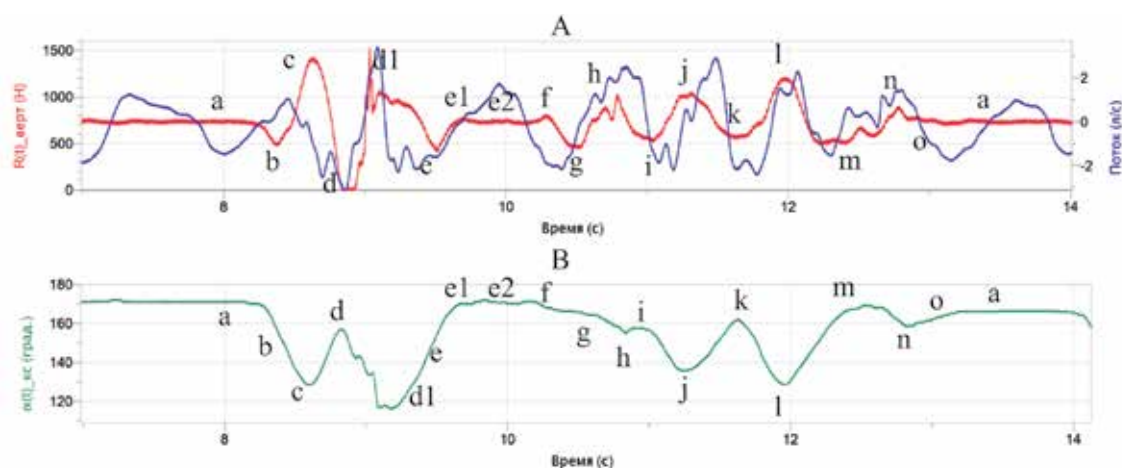 A
R(t)_верт (Н)
1500
1000
500
0
a b c d d1 e e1 e2 f g h i j k l m n o a
2
0
-2
Поток (л/с)
8 10 12 14
Время (с)
B
α(t)_кс (град.)
180
160
140
120
a b c d d1 e e1 e2 f g h i j k l m n o a
8 10 12 14
Время (с)